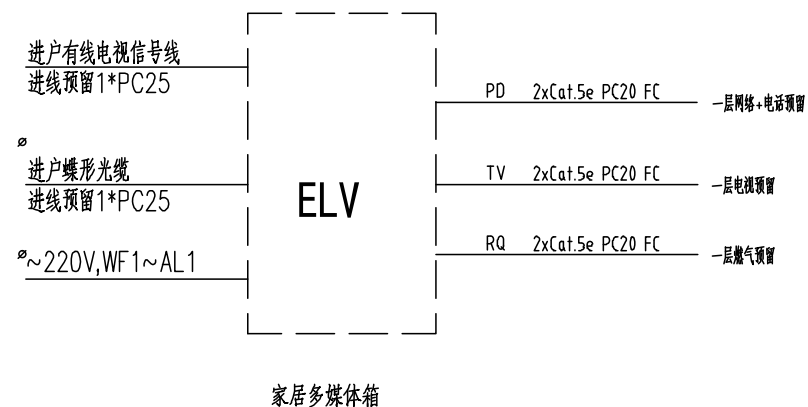 进户有线电视信号线
进线预留1*PC25
ø
进户蝶形光缆
进线预留1*PC25
ø
~220V,WF1~AL1
ELV
PD 2xCat.5e PC20 FC 一层网络+电话预留
TV 2xCat.5e PC20 FC 一层电视预留
RQ 2xCat.5e PC20 FC 一层燃气预留
家居多媒体箱